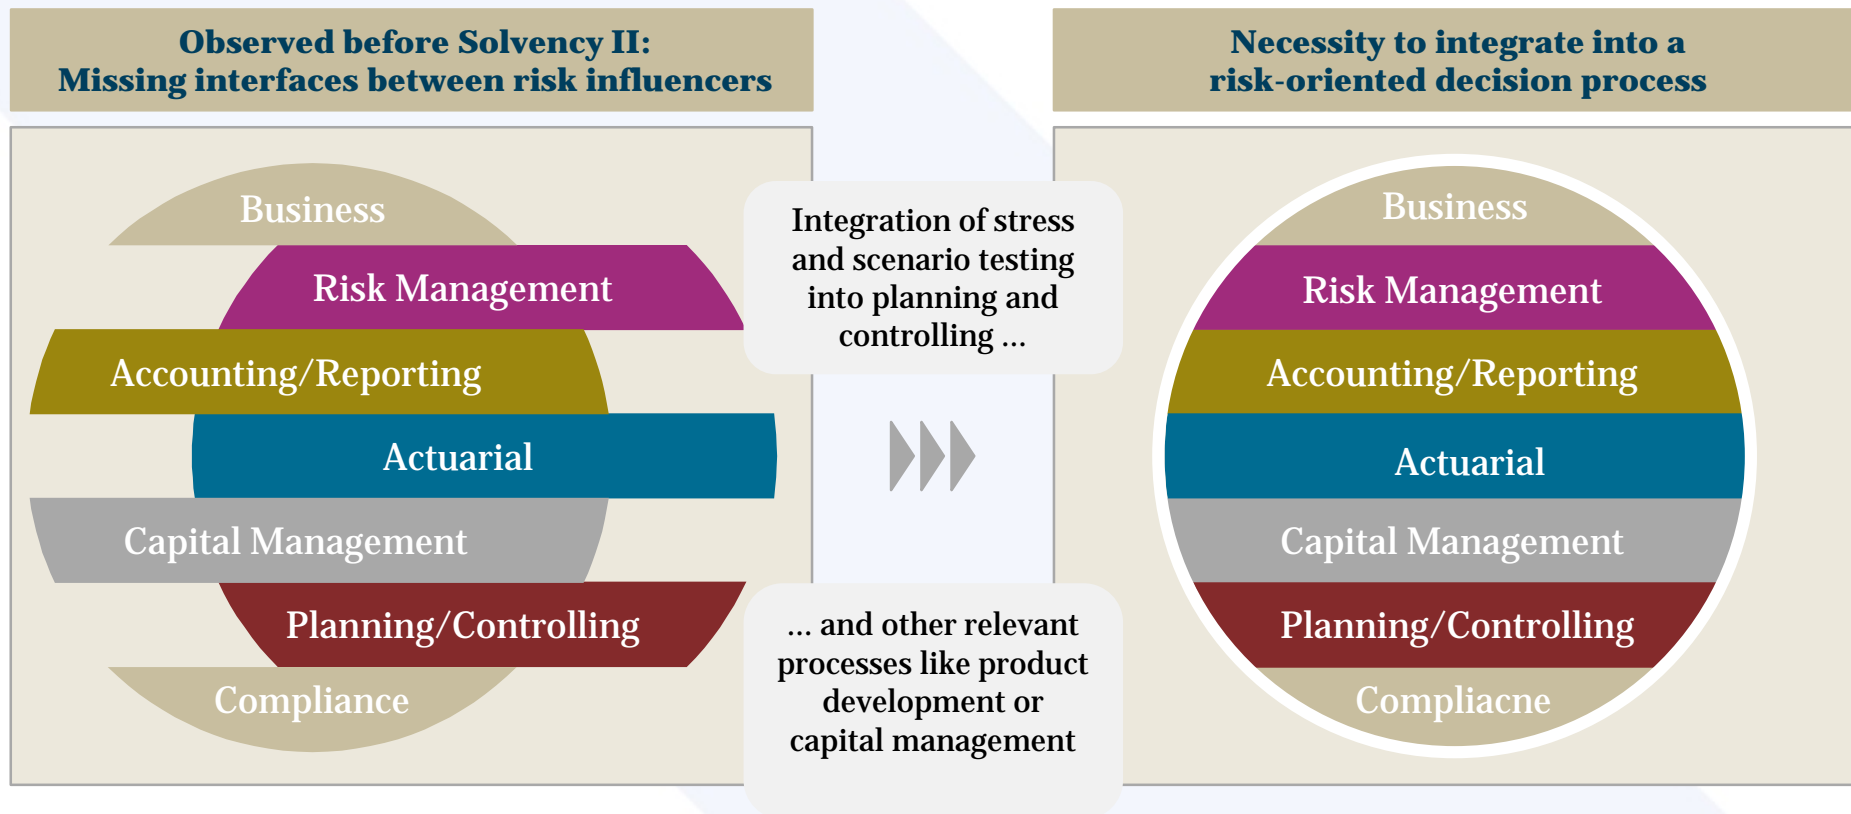 Observed before Solvency II:
Missing interfaces between risk influencers
Business
Risk Management
Accounting/Reporting
Actuarial
Capital Management
Planning/Controlling
Compliance
Integration of stress
and scenario testing
into planning and
controlling ...
... and other relevant
processes like product
development or
capital management
Necessity to integrate into a
risk-oriented decision process
Business
Risk Management
Accounting/Reporting
Actuarial
Capital Management
Planning/Controlling
Compliacne